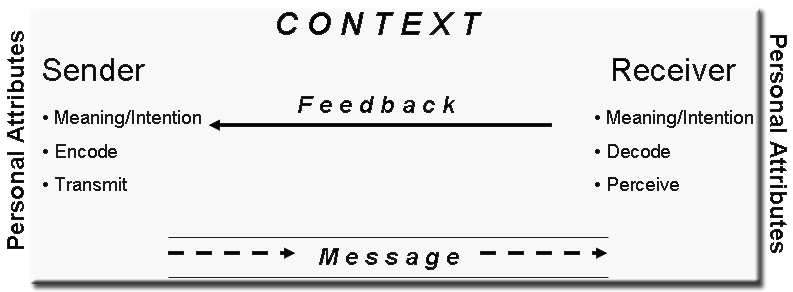 CONTEXT
Personal Attributes
Sender
Receiver
Personal Attributes
Feedback
• Meaning/Intention
• Encode
• Transmit
• Meaning/Intention
• Decode
• Perceive
Message